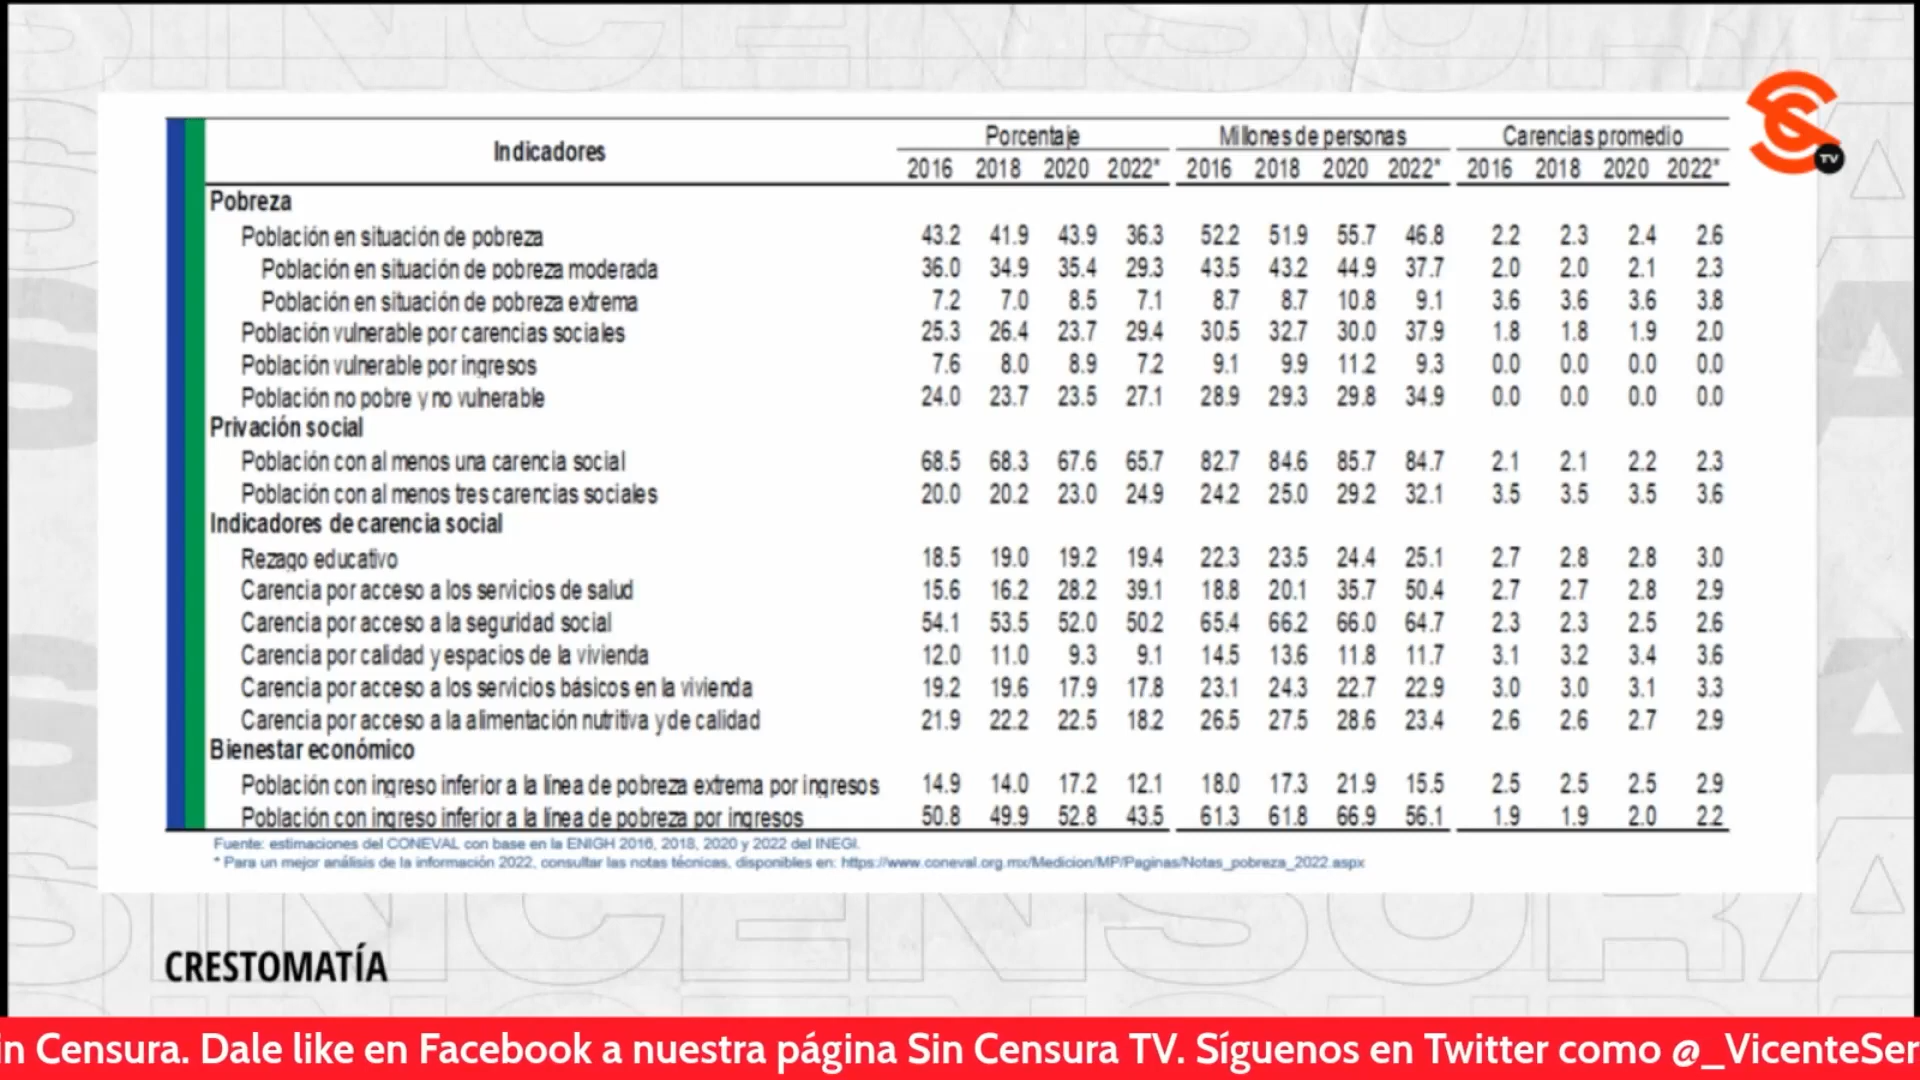 Indicadores Porcentaje Millones de personas Carencias promedio
2016 2018 2020 2022* 2016 2018 2020 2022* 2016 2018 2020 2022*
Pobreza
Población en situación de pobreza 43.2 41.9 43.9 36.3 52.2 51.9 55.7 46.8 2.2 2.3 2.4 2.6
Población en situación de pobreza moderada 36.0 34.9 35.4 29.3 43.5 43.2 44.9 37.7 2.0 2.0 2.1 2.3
Población en situación de pobreza extrema 7.2 7.0 8.5 7.1 8.7 8.7 10.8 9.1 3.6 3.6 3.6 3.8
Población vulnerable por carencias sociales 25.3 26.4 23.7 29.4 30.5 32.7 30.0 37.9 1.8 1.8 1.9 2.0
Población vulnerable por ingresos 7.6 8.0 8.9 7.2 9.1 9.9 11.2 9.3 0.0 0.0 0.0 0.0
Población no pobre y no vulnerable 24.0 23.7 23.5 27.1 28.9 29.3 29.8 34.9 0.0 0.0 0.0 0.0
Privación social
Población con al menos una carencia social 68.5 68.3 67.6 65.7 82.7 84.6 85.7 84.7 2.1 2.1 2.2 2.3
Población con al menos tres carencias sociales 20.0 20.2 23.0 24.9 24.2 25.0 29.2 32.1 3.5 3.5 3.5 3.6
Indicadores de carencia social
Rezago educativo 18.5 19.0 19.2 19.4 22.3 23.5 24.4 25.1 2.7 2.8 2.8 3.0
Carencia por acceso a los servicios de salud 15.6 16.2 28.2 39.1 18.8 20.1 35.7 50.4 2.7 2.7 2.8 2.9
Carencia por acceso a la seguridad social 54.1 53.5 52.0 50.2 65.4 66.2 66.0 64.7 2.3 2.3 2.5 2.6
Carencia por calidad y espacios de la vivienda 12.0 11.0 9.3 9.1 14.5 13.6 11.8 11.7 3.1 3.2 3.4 3.6
Carencia por acceso a los servicios básicos en la vivienda 19.2 19.6 17.9 17.8 23.1 24.3 22.7 22.9 3.0 3.0 3.1 3.3
Carencia por acceso a la alimentación nutritiva y de calidad 21.9 22.2 22.5 18.2 26.5 27.5 28.6 23.4 2.6 2.6 2.7 2.9
Bienestar económico
Población con ingreso inferior a la línea de pobreza extrema por ingresos 14.9 14.0 17.2 12.1 18.0 17.3 21.9 15.5 2.5 2.5 2.5 2.9
Población con ingreso inferior a la línea de pobreza por ingresos 50.8 49.9 52.8 43.5 61.3 61.8 66.9 56.1 1.9 1.9 2.0 2.2
Fuente: estimaciones del CONEVAL con base en la ENIGH 2016, 2018, 2020 y 2022 del INEGI.
* Para un mejor análisis de la información 2022, consultar las notas técnicas, disponibles en: https://www.coneval.org.mx/Medicion/MP/Paginas/Notas_pobreza_2022.aspx
TV
SINCENSURA
CRESTOMATÍA
in Censura. Dale like en Facebook a nuestra página Sin Censura TV. Síguenos en Twitter como @_VicenteSer